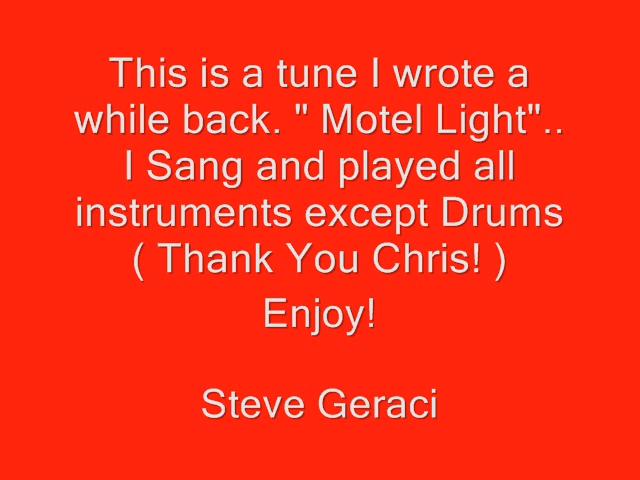 This is a tune I wrote a
while back. " Motel Light"..
I Sang and played all
instruments except Drums
( Thank You Chris! )
Enjoy!
Steve Geraci